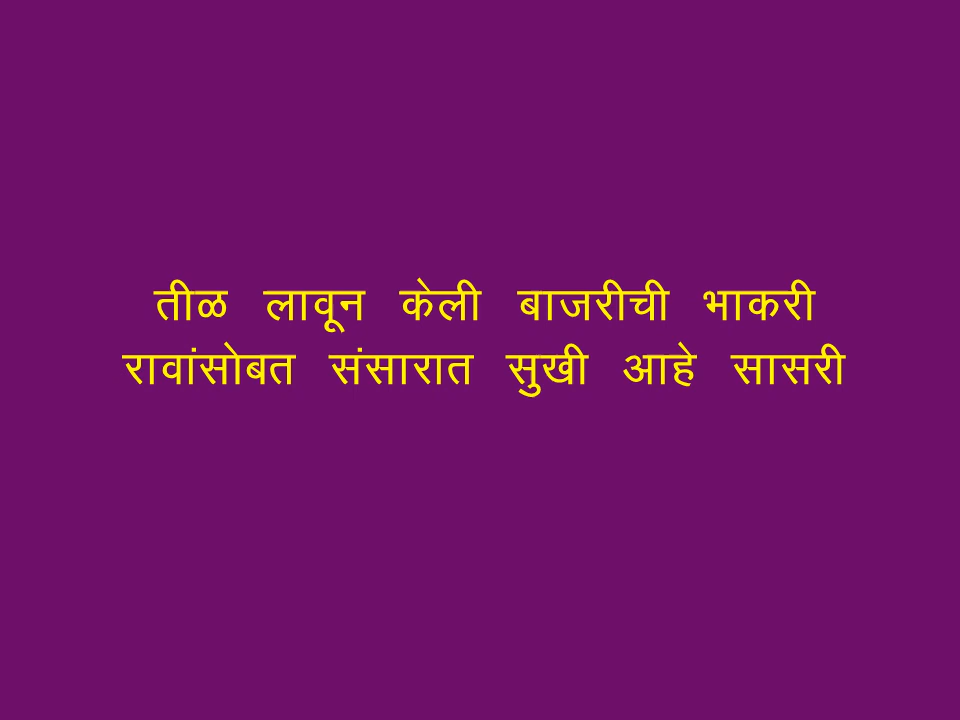 तीळ लावून केली बाजरीची भाकरी
रावांसोबत संसारात सुखी आहे सासरी